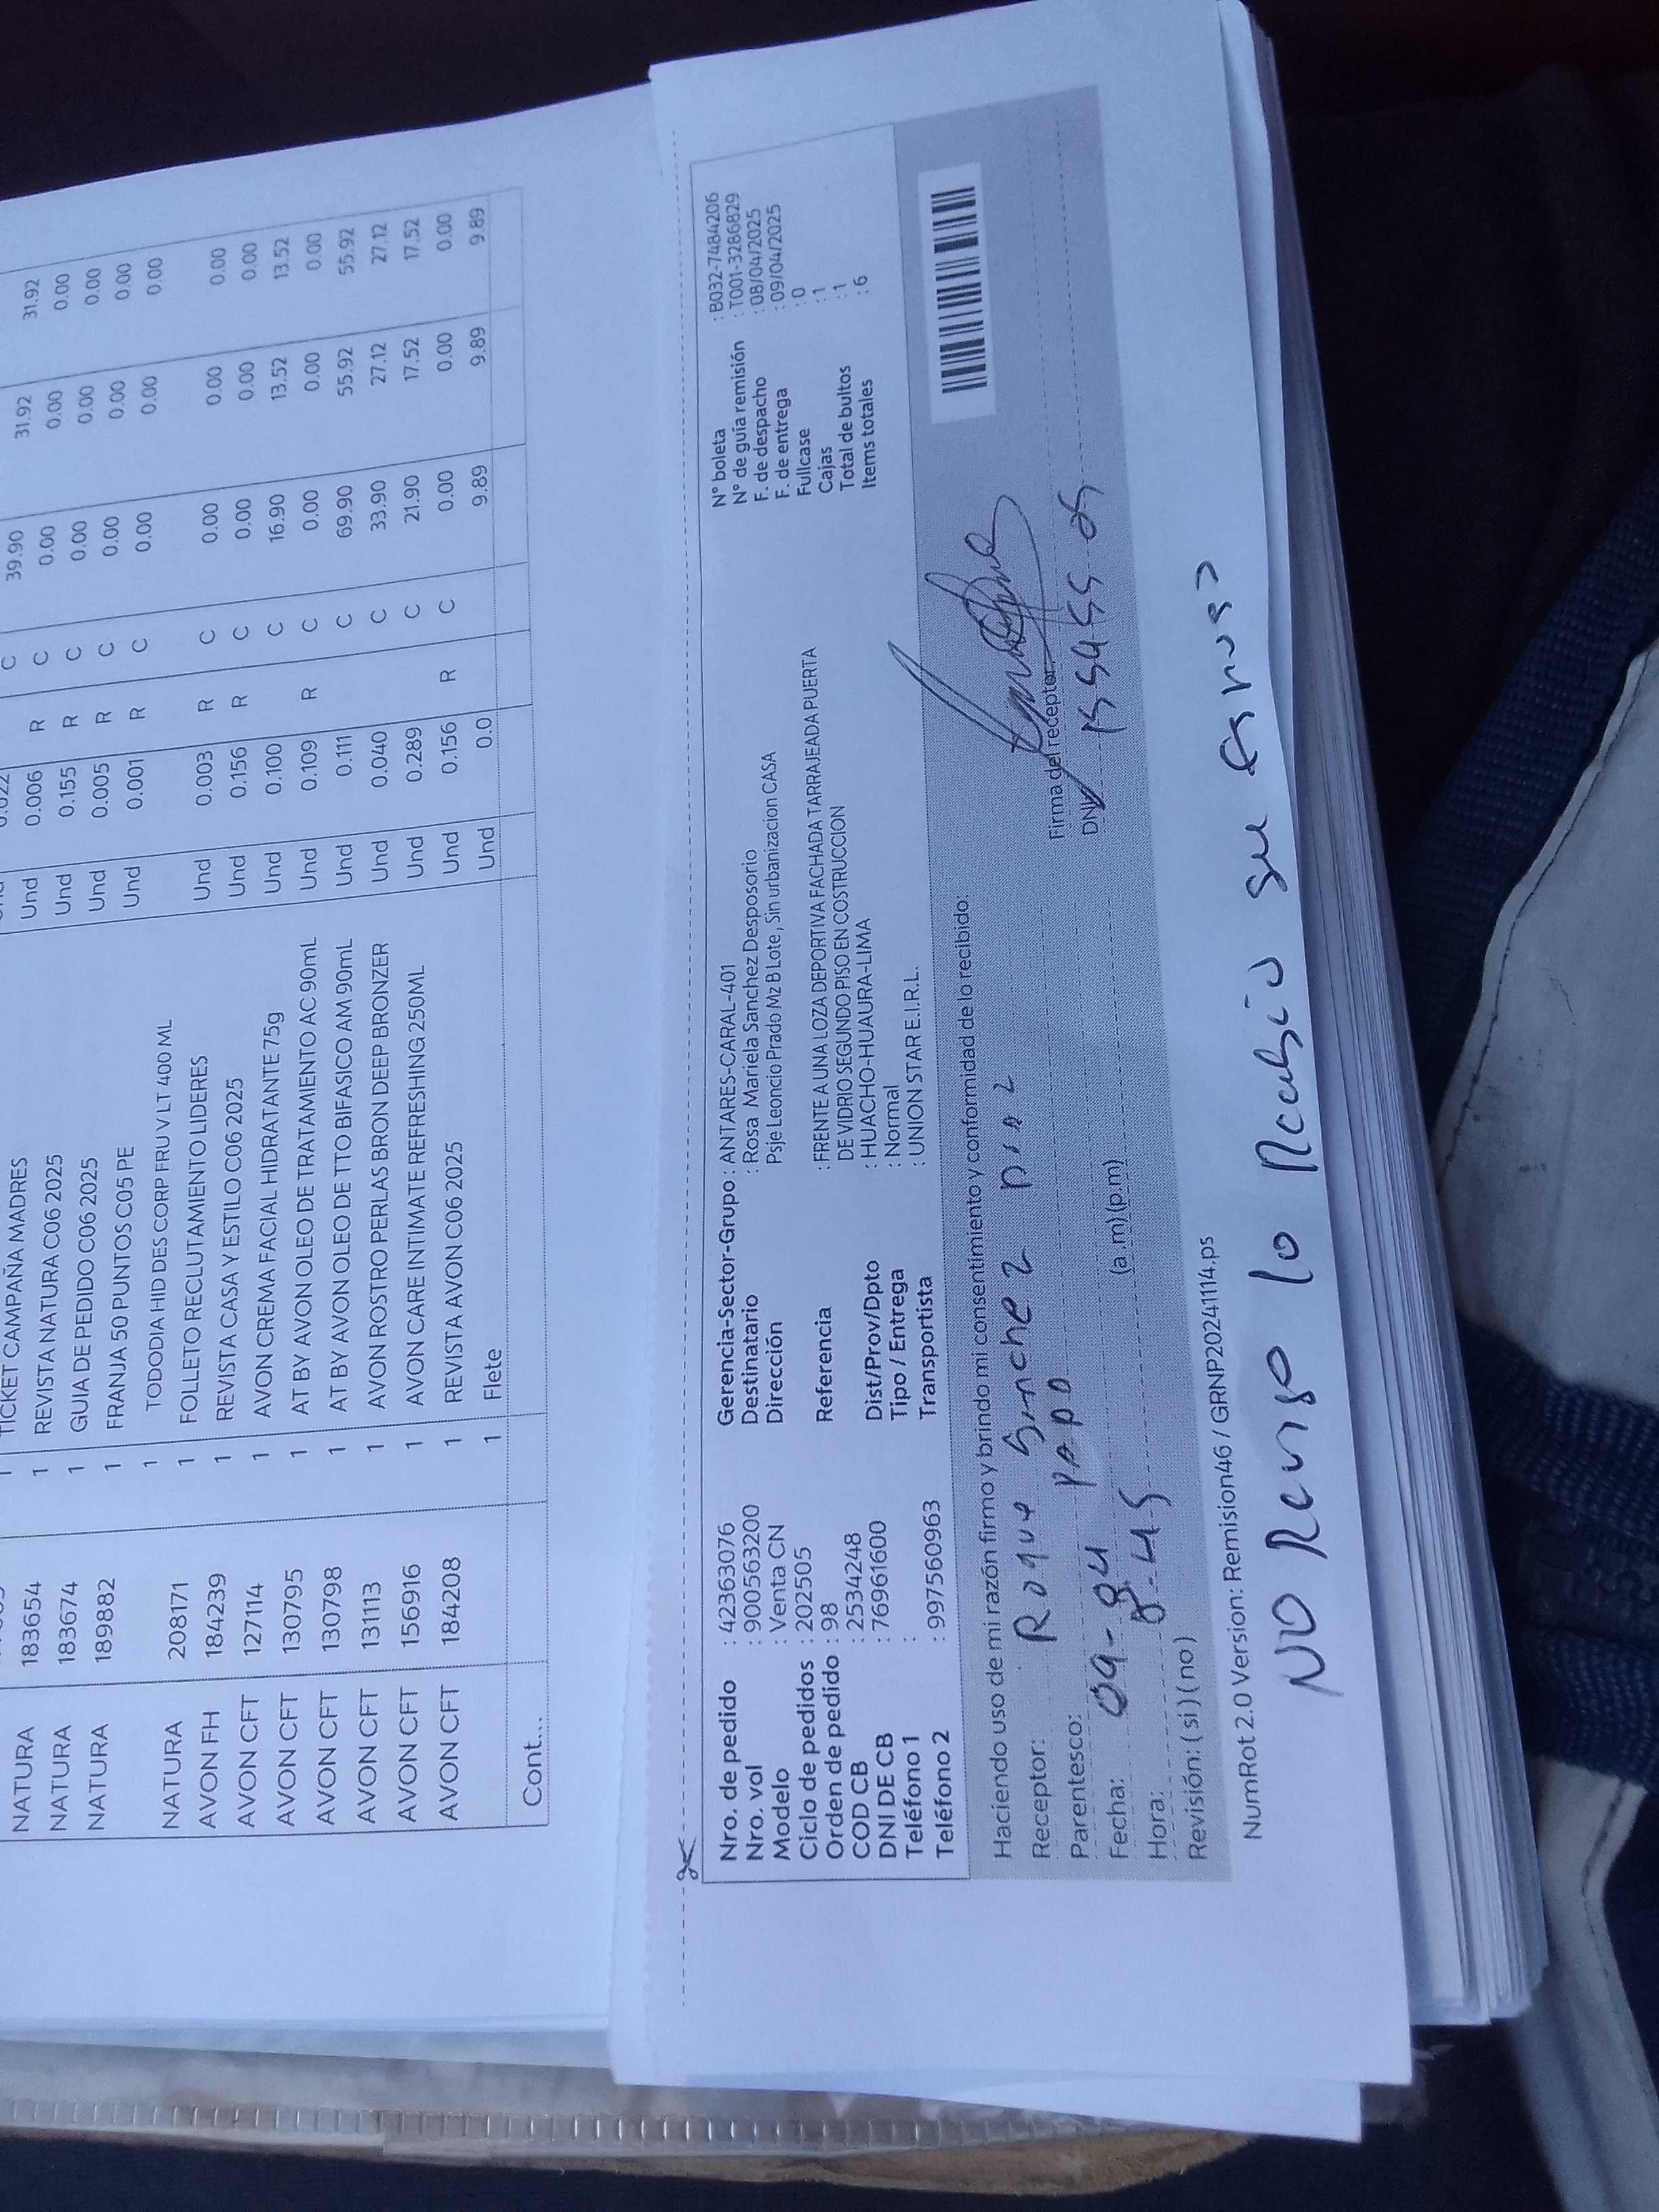 39.90 31.92 31.92
TICKET CAMPAÑA MADRES C
NATURA 183654 1 REVISTA NATURA C06 2025 Und 0.006 R C 0.00 0.00 0.00
NATURA 183674 1 GUIA DE PEDIDO C06 2025 Und 0.155 R C 0.00 0.00 0.00
NATURA 189882 1 FRANJA 50 PUNTOS C05 PE Und 0.005 R C 0.00 0.00 0.00
1 TODODIA HID DES CORP FRU V LT 400 ML Und 0.001 R C 0.00 0.00 0.00
NATURA 208171 1 FOLLETO RECLUTAMIENTO LIDERES Und 0.003 R C 0.00 0.00 0.00
AVON FH 184239 1 REVISTA CASA Y ESTILO C06 2025 Und 0.156 R C 0.00 0.00 0.00
AVON CFT 127114 1 AVON CREMA FACIAL HIDRATANTE 75g Und 0.100 C 16.90 13.52 13.52
AVON CFT 130795 1 AT BY AVON OLEO DE TRATAMIENTO AC 90mL Und 0.109 R C 0.00 0.00 0.00
AVON CFT 130798 1 AT BY AVON OLEO DE TTO BIFASICO AM 90mL Und 0.111 C 69.90 55.92 55.92
AVON CFT 131113 1 AVON ROSTRO PERLAS BRON DEEP BRONZER Und 0.040 C 33.90 27.12 27.12
AVON CFT 156916 1 AVON CARE INTIMATE REFRESHING 250ML Und 0.289 C 21.90 17.52 17.52
AVON CFT 184208 1 REVISTA AVON C06 2025 Und 0.156 R C 0.00 0.00 0.00
1 Flete Und 0.0 9.89 9.89 9.89
Cont...
Nro. de pedido : 42363076 Gerencia-Sector-Grupo : ANTARES-CARAL-401 N° boleta : B032-7484206
Nro. vol : 900563200 Destinatario : Rosa Mariela Sanchez Desposorio N° de guía remisión : T001-3286829
Modelo : Venta CN Dirección Psje Leoncio Prado Mz B Lote , Sin urbanizacion CASA F. de despacho : 08/04/2025
Ciclo de pedidos : 202505 F. de entrega : 09/04/2025
Orden de pedido : 98 Referencia : FRENTE A UNA LOZA DEPORTIVA FACHADA TARRAJEADA PUERTA Fullcase : 0
COD CB : 2534248 DE VIDRIO SEGUNDO PISO EN COSTRUCCION Cajas : 1
DNI DE CB : 76961600 Dist/Prov/Dpto : HUACHO-HUAURA-LIMA Total de bultos : 1
Teléfono 1 : Tipo / Entrega : Normal Items totales : 6
Teléfono 2 : 997560963 Transportista : UNION STAR E.I.R.L.
Haciendo uso de mi razón firmo y brindo mi consentimiento y conformidad de lo recibido:
Receptor: Roque Sanchez
Parentesco: papa Firma del receptor
Fecha: 09-04 DNI
Hora: 8-45 (a.m) (p.m)
Revisión: ( si ) ( no )
NumRot 2.0 Version: Remision46 / GRNP20241114.ps
NO Reviso lo Recibio su